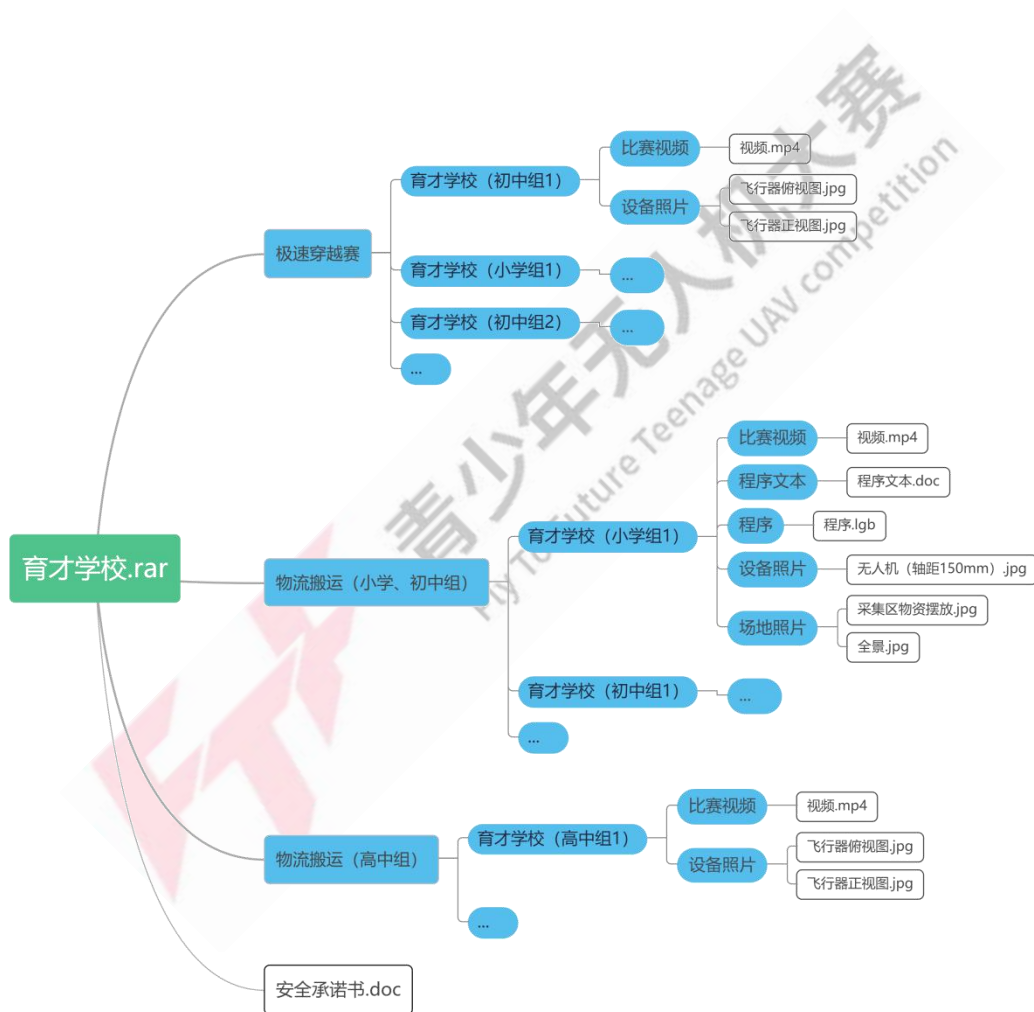 育才学校.rar
极速穿越赛
育才学校（初中组1）
比赛视频
视频.mp4
设备照片
飞行器俯视图.jpg
飞行器正视图.jpg
育才学校（小学组1）
...
育才学校（初中组2）
...
...
物流搬运（小学、初中组）
育才学校（小学组1）
比赛视频
视频.mp4
程序文本
程序文本.doc
程序
程序.lgb
设备照片
无人机（轴距150mm）.jpg
场地照片
采集区物资摆放.jpg
全景.jpg
育才学校（初中组1）
...
...
物流搬运（高中组）
育才学校（高中组1）
比赛视频
视频.mp4
设备照片
飞行器俯视图.jpg
飞行器正视图.jpg
...
安全承诺书.doc
青少年无人机大赛
Fly To Future Teenage UAV competition
FTF